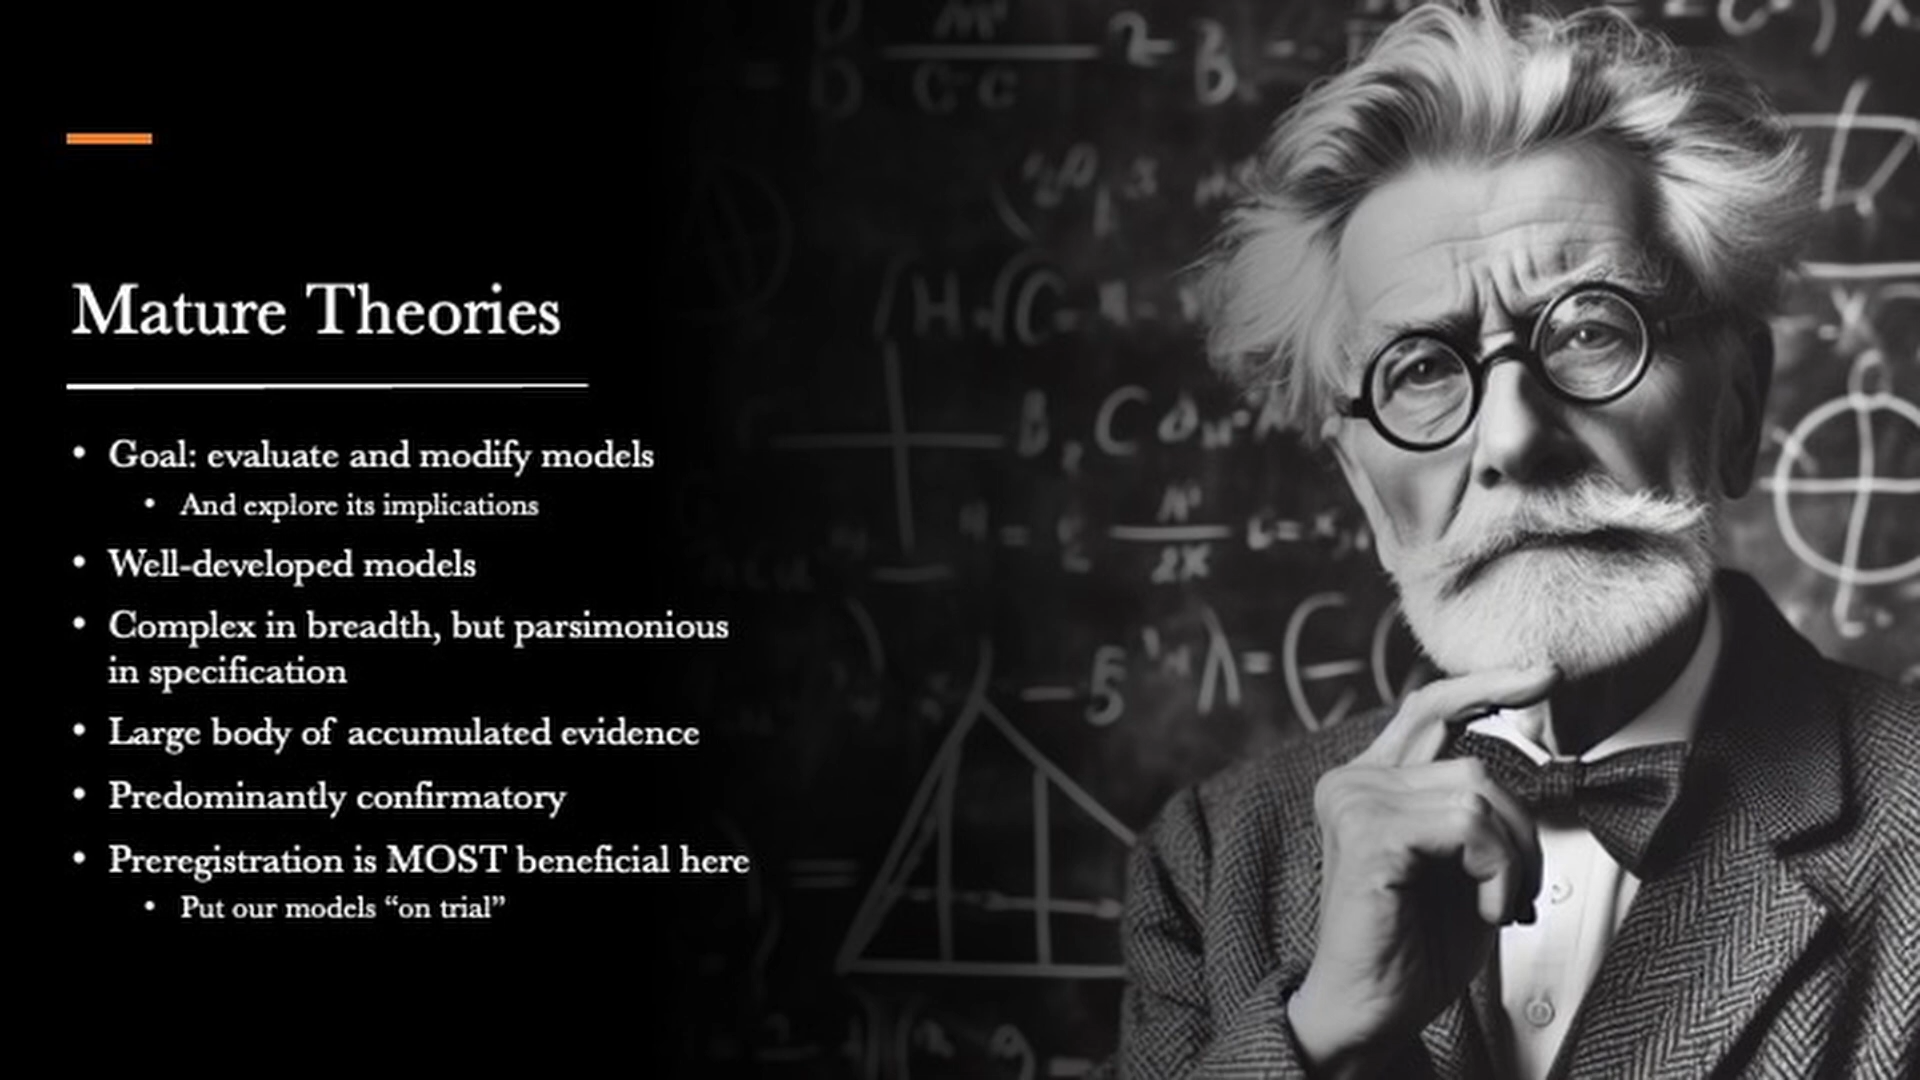 Mature Theories
• Goal: evaluate and modify models
• And explore its implications
• Well-developed models
• Complex in breadth, but parsimonious
in specification
• Large body of accumulated evidence
• Predominantly confirmatory
• Preregistration is MOST beneficial here
• Put our models “on trial”